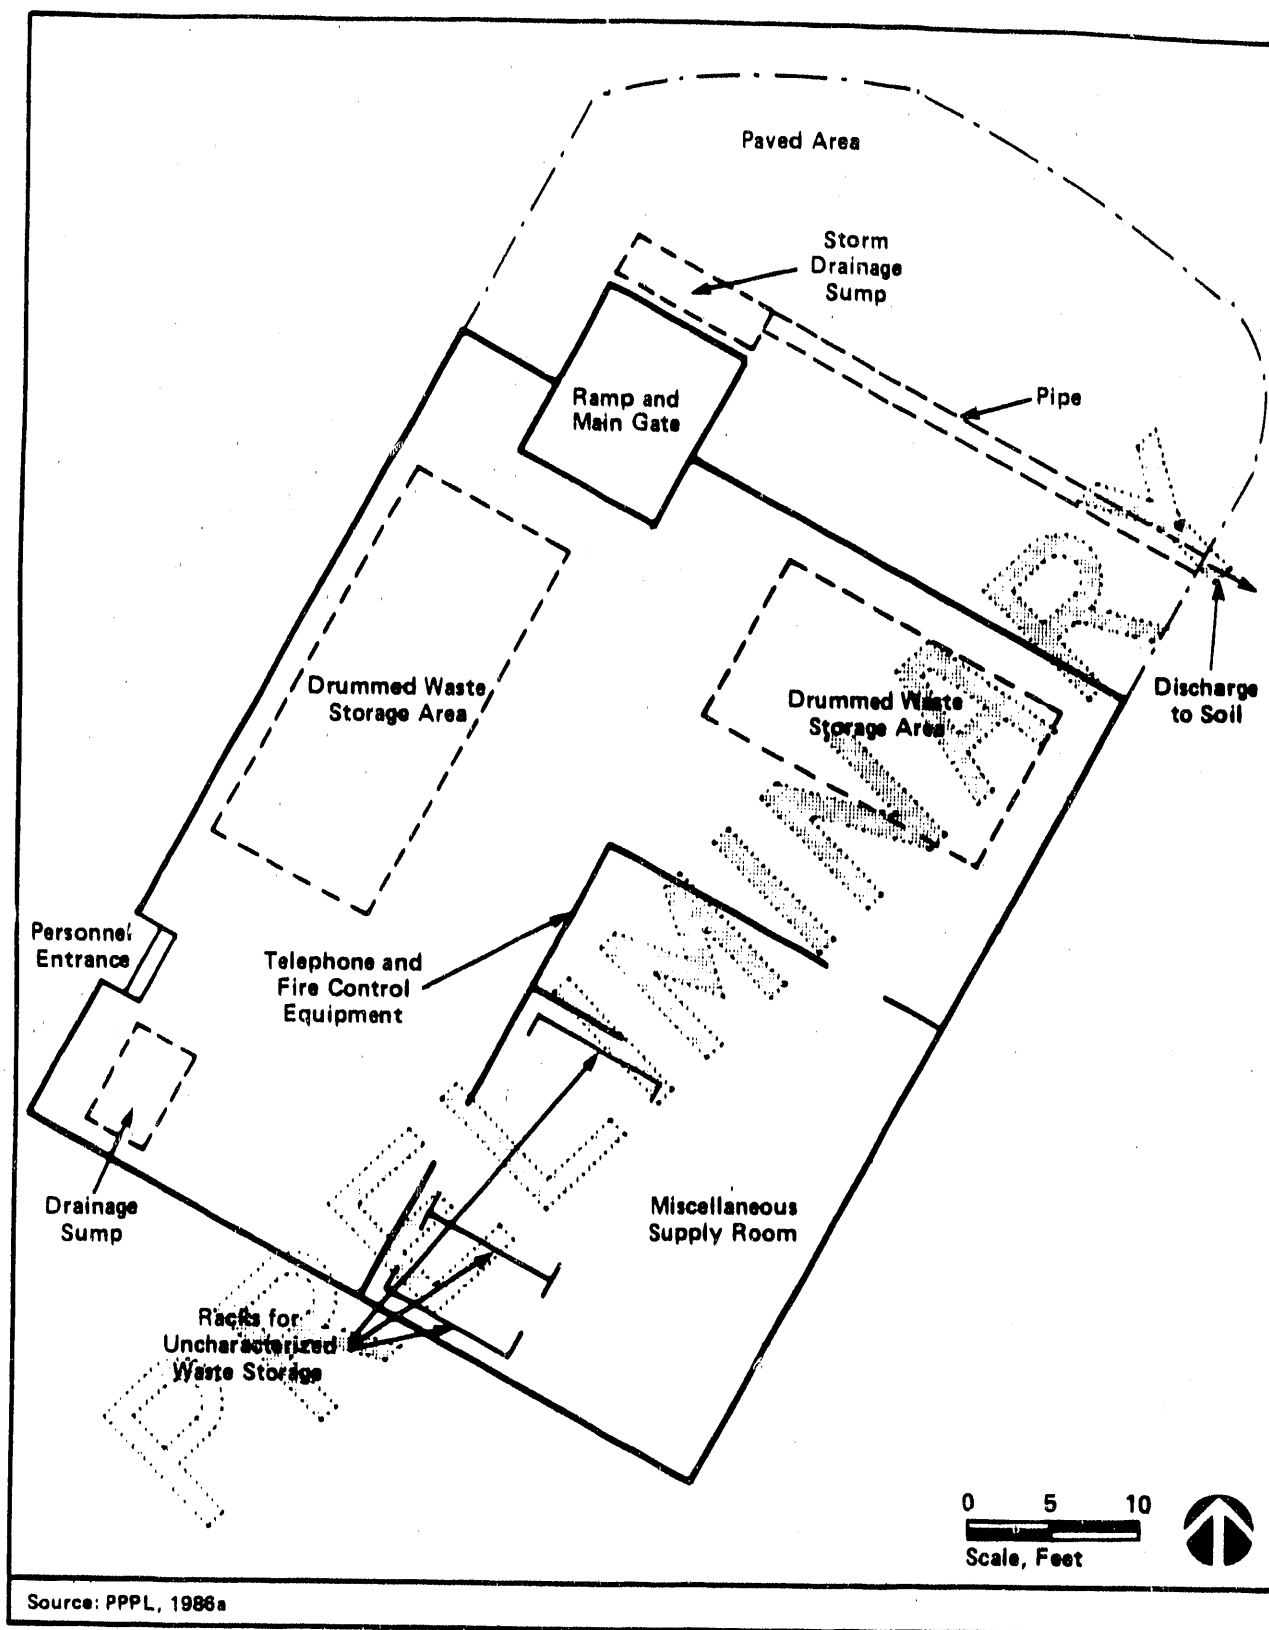 Paved Area
Storm
Drainage
Sump
Ramp and
Main Gate
Pipe
Drummed Waste
Storage Area
Drummed Waste
Storage Area
Discharge
to Soil
Personnel
Entrance
Telephone and
Fire Control
Equipment
Drainage
Sump
Miscellaneous
Supply Room
Racks for
Uncharacterized
Waste Storage
PRELIMINARY
0 5 10
Scale, Feet
Source: PPPL, 1986a